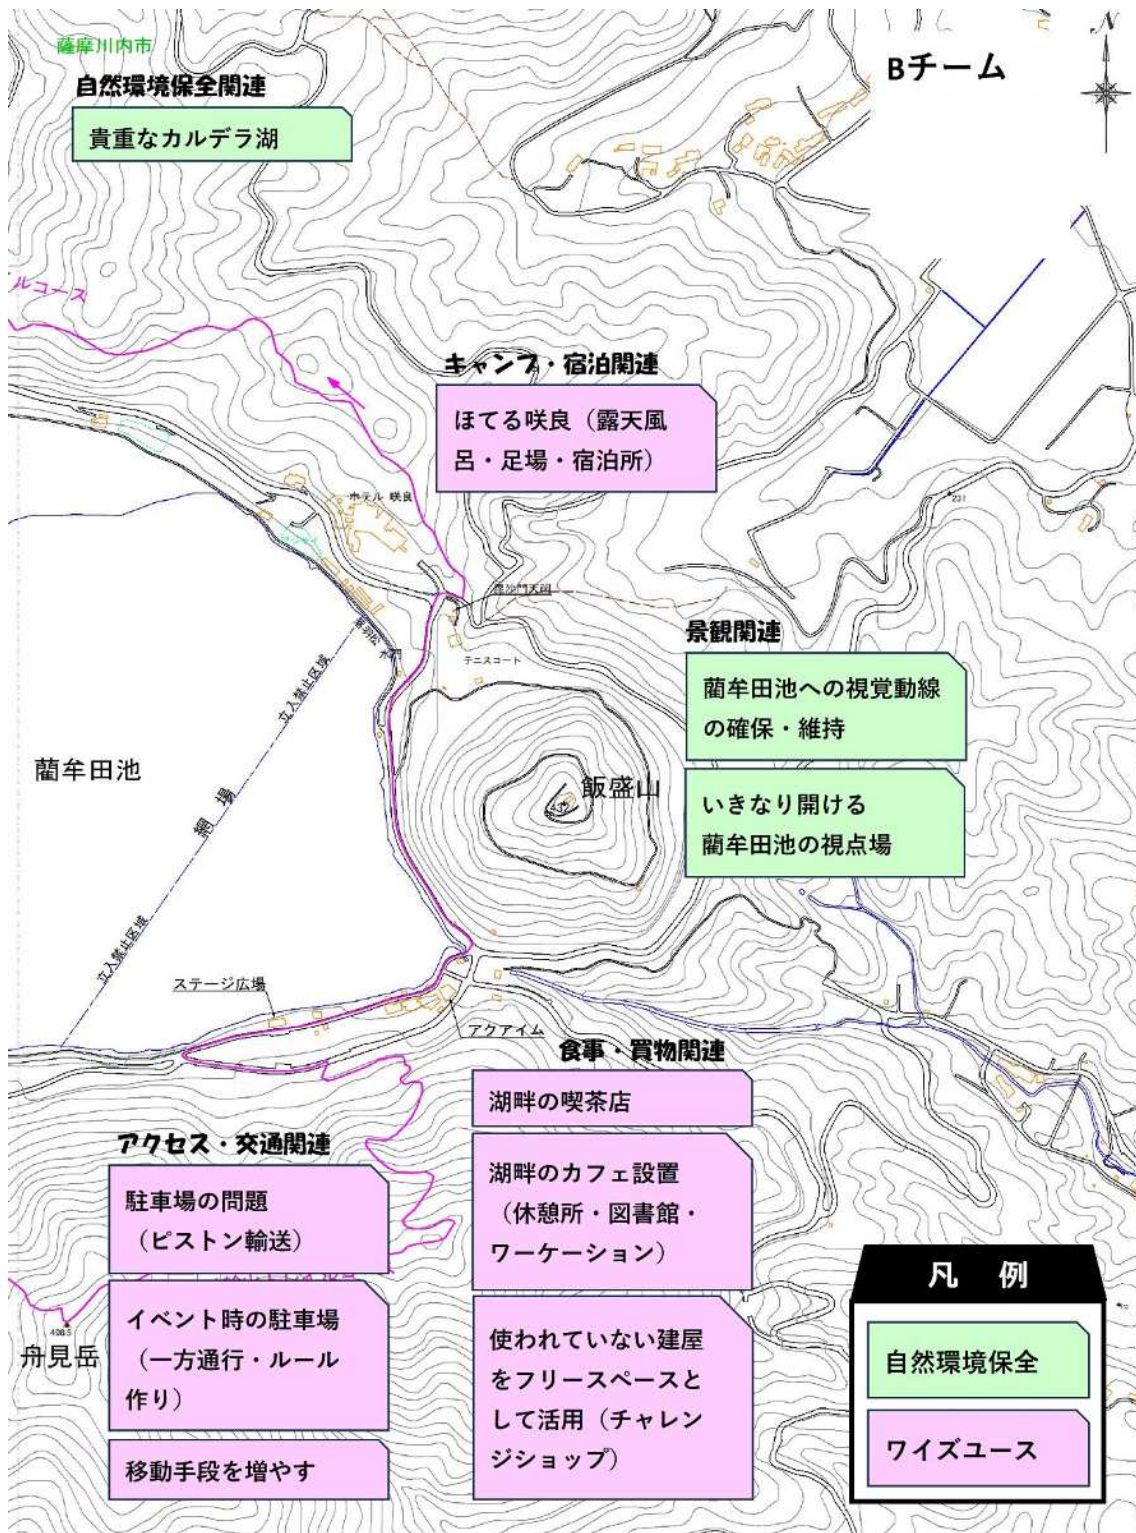 薩摩川内市
自然環境保全関連
貴重なカルデラ湖
Bチーム
N
ルコース
キャンプ・宿泊関連
ほてる咲良（露天風
呂・足場・宿泊所）
ホテル 咲良
231
テニスコート
水門
立入禁止区域
景観関連
藺牟田池への視覚動線
の確保・維持
いきなり開ける
藺牟田池の視点場
藺牟田池
網 場
飯盛山
立入禁止区域
ステージ広場
アクアイム
食事・買物関連
湖畔の喫茶店
湖畔のカフェ設置
（休憩所・図書館・
ワーケーション）
使われていない建屋
をフリースペースと
して活用（チャレン
ジショップ）
アクセス・交通関連
駐車場の問題
（ピストン輸送）
イベント時の駐車場
（一方通行・ルール
作り）
移動手段を増やす
舟見岳
凡 例
自然環境保全
ワイズユース